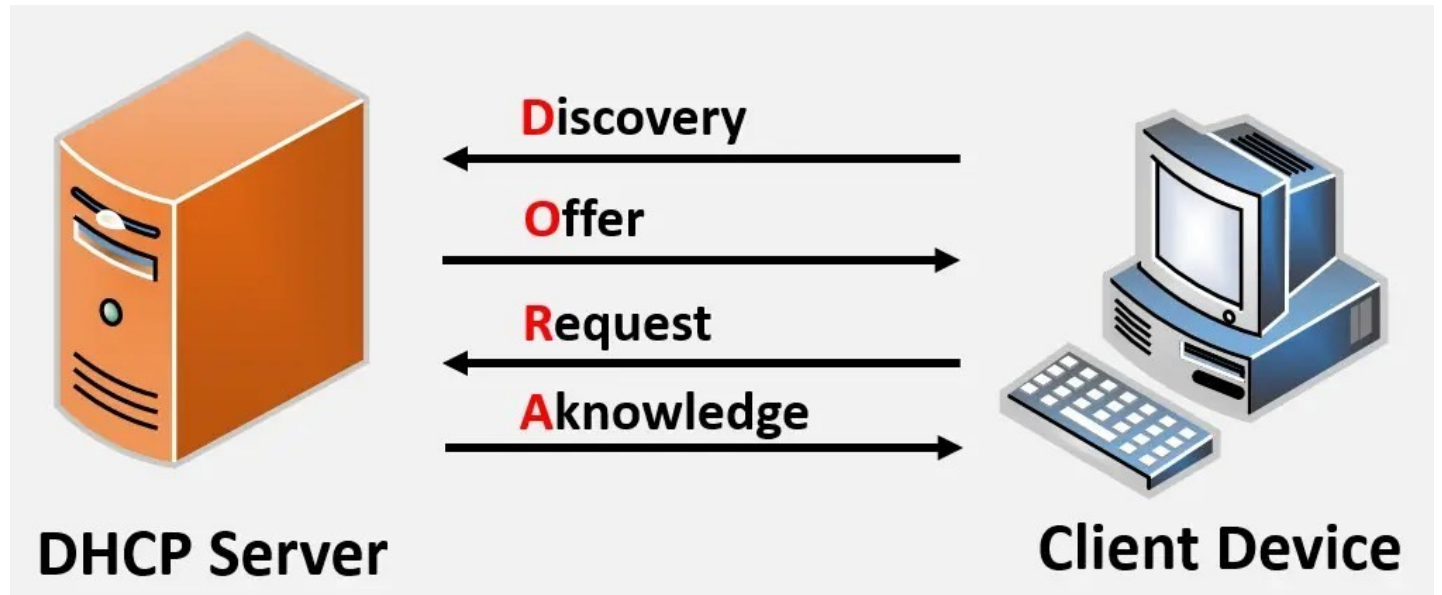 Discovery
Offer
Request
Aknowledge
DHCP Server
Client Device